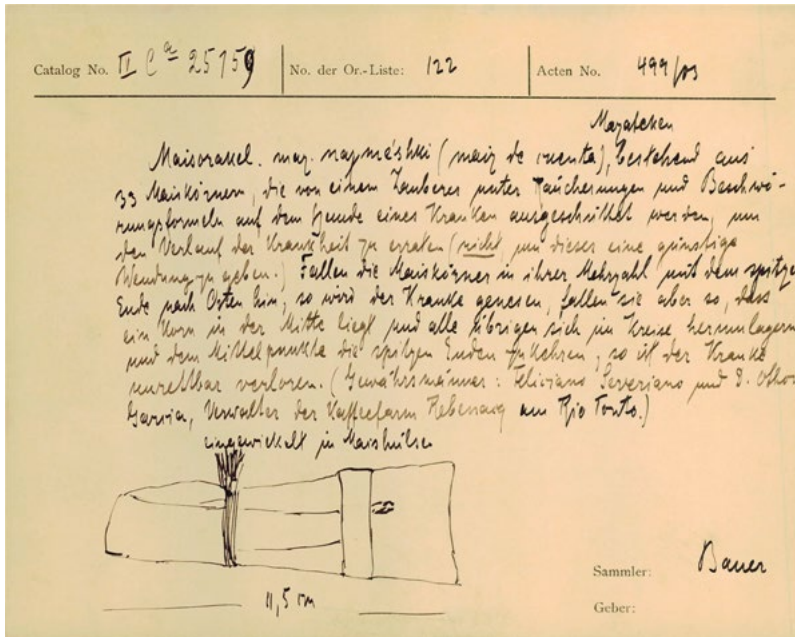 Catalog No. II Ca 25159 No. der Or.-Liste: 122 Acten No. 499/03
Mazateken
Maisorakel. maz. (maiz de cuenta), bestehend aus
33 Maiskörnern, die von einem Zauberer unter Räucherungen und Beschwö-
rungsformeln auf dem Hemde eines Kranken ausgeschüttet werden, um
den Verlauf der Krankheit zu erraten (nicht, um dieser eine günstige
Wendung zu geben.) Fallen die Maiskörner in ihrer Mehrzahl mit dem spitzen
Ende nach Osten hin, so wird der Kranke genesen, fallen sie aber so, dass
ein Korn in der Mitte liegt und alle übrigen sich im Kreise herumlagern
und dem Mittelpunkte die spitzen Enden zukehren, so ist der Kranke
unrettbar verloren. (Gewährsmänner: Feliciano Severiano und D.
Garcia, Verwalter der Kaffeefarm am Rio Tonto.)
eingewickelt in Maishülse
11,5 cm
Sammler: Bauer
Geber: